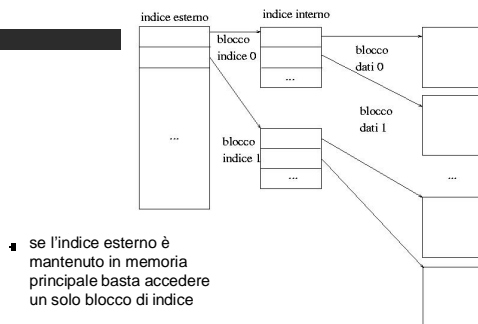 indice esterno
indice interno
blocco
indice 0
blocco
dati 0
...
blocco
dati 1
...
blocco
indice 1
...
...
se l'indice esterno è
mantenuto in memoria
principale basta accedere
un solo blocco di indice